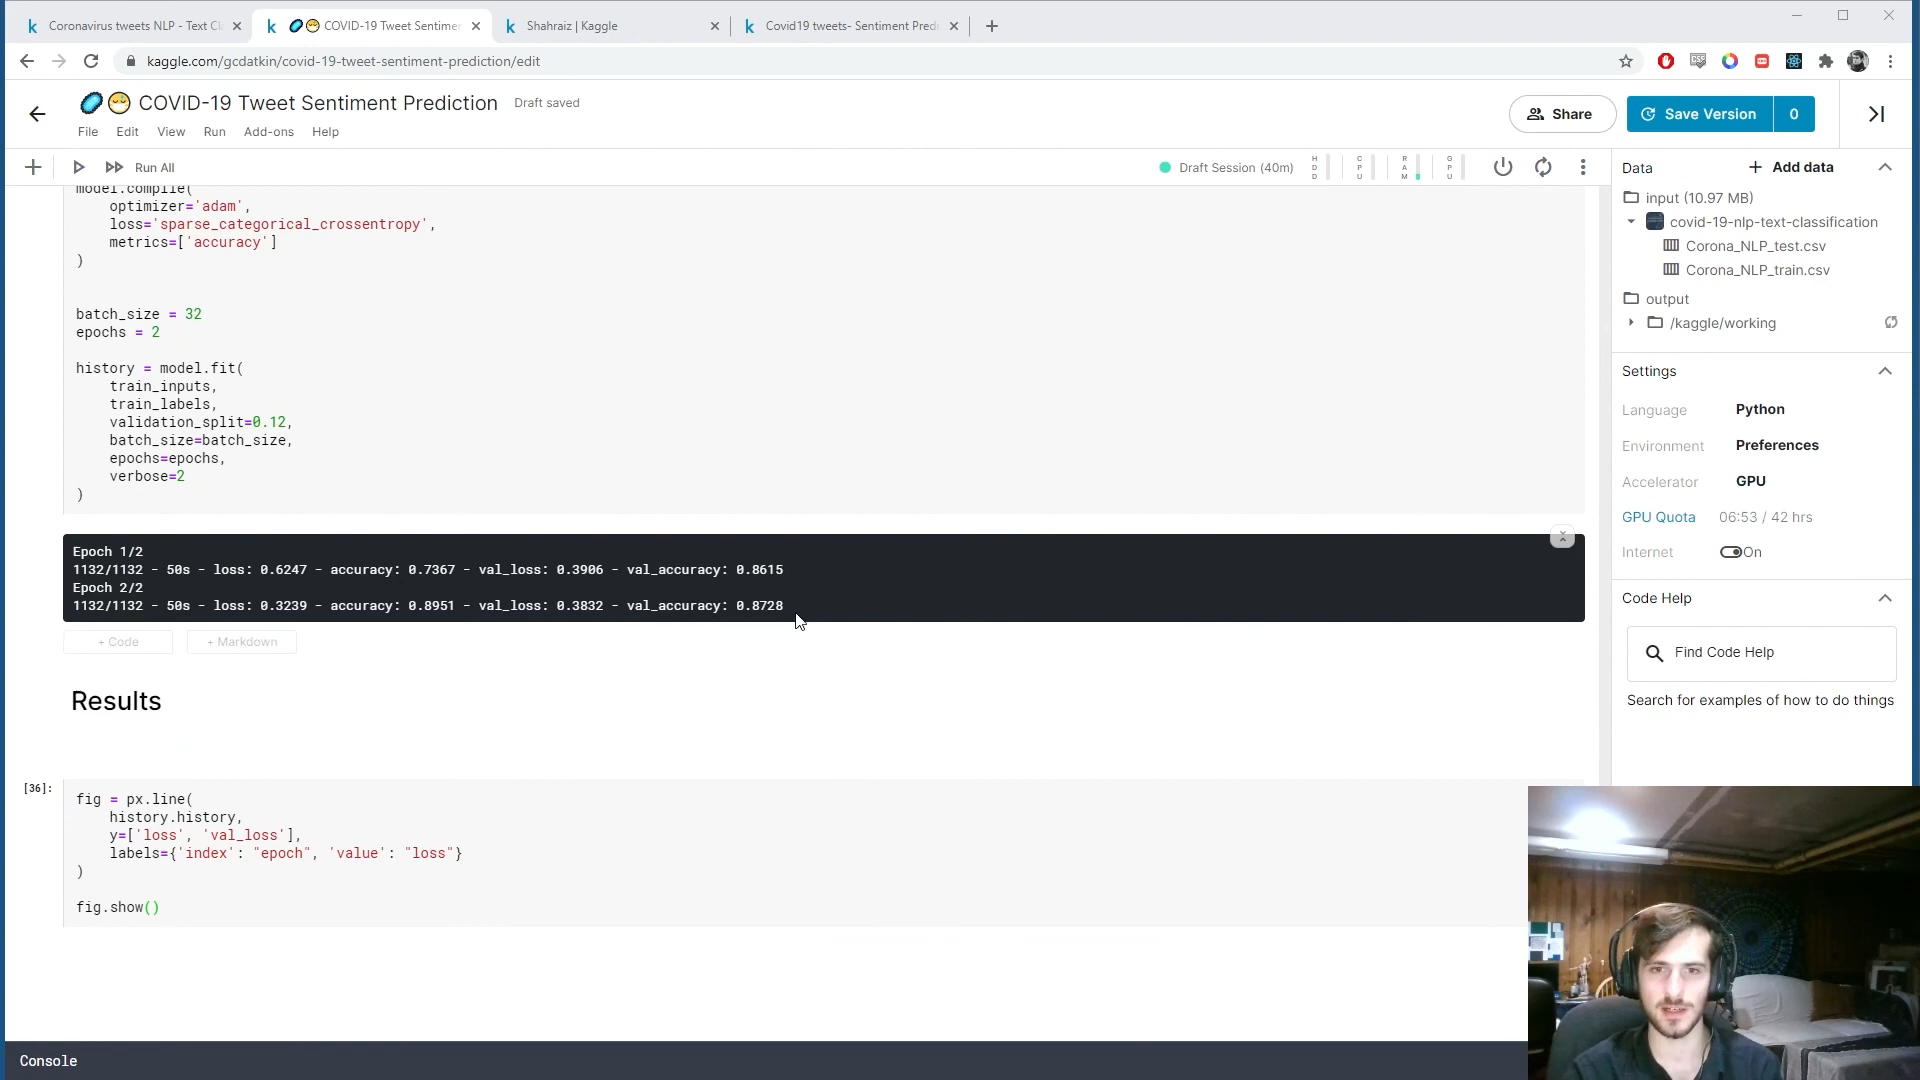 Coronavirus tweets NLP - Text Cl
COVID-19 Tweet Sentimen
Shahraiz | Kaggle
Covid19 tweets- Sentiment Pred
kaggle.com/gcdatkin/covid-19-tweet-sentiment-prediction/edit
COVID-19 Tweet Sentiment Prediction
Draft saved
File Edit View Run Add-ons Help
Share
Save Version 0
Run All
Draft Session (40m)
HDD
CPU
RAM
GPU
model.compile(
optimizer='adam',
loss='sparse_categorical_crossentropy',
metrics=['accuracy']
)
batch_size = 32
epochs = 2
history = model.fit(
train_inputs,
train_labels,
validation_split=0.12,
batch_size=batch_size,
epochs=epochs,
verbose=2
)
Epoch 1/2
1132/1132 - 50s - loss: 0.6247 - accuracy: 0.7367 - val_loss: 0.3906 - val_accuracy: 0.8615
Epoch 2/2
1132/1132 - 50s - loss: 0.3239 - accuracy: 0.8951 - val_loss: 0.3832 - val_accuracy: 0.8728
+ Code
+ Markdown
Results
[36]:
fig = px.line(
history.history,
y=['loss', 'val_loss'],
labels={'index': "epoch", 'value': "loss"}
)
fig.show()
Console
Data
+ Add data
input (10.97 MB)
covid-19-nlp-text-classification
Corona_NLP_test.csv
Corona_NLP_train.csv
output
/kaggle/working
Settings
Language Python
Environment Preferences
Accelerator GPU
GPU Quota 06:53 / 42 hrs
Internet On
Code Help
Find Code Help
Search for examples of how to do things